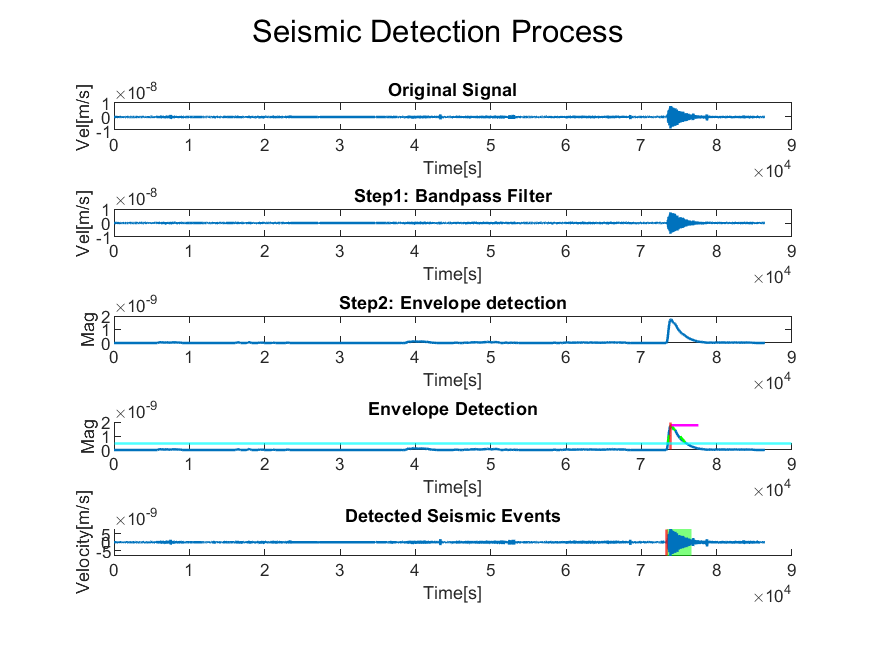 Seismic Detection Process
Original Signal
×10^-8
Vel[m/s]
1
0
-1
0 1 2 3 4 5 6 7 8 9
Time[s]
×10^4
Step1: Bandpass Filter
×10^-8
Vel[m/s]
1
0
-1
0 1 2 3 4 5 6 7 8 9
Time[s]
×10^4
Step2: Envelope detection
×10^-9
Mag
2
1
0
0 1 2 3 4 5 6 7 8 9
Time[s]
×10^4
Envelope Detection
×10^-9
Mag
2
1
0
0 1 2 3 4 5 6 7 8 9
Time[s]
×10^4
Detected Seismic Events
×10^-9
Velocity[m/s]
5
0
-5
0 1 2 3 4 5 6 7 8 9
Time[s]
×10^4